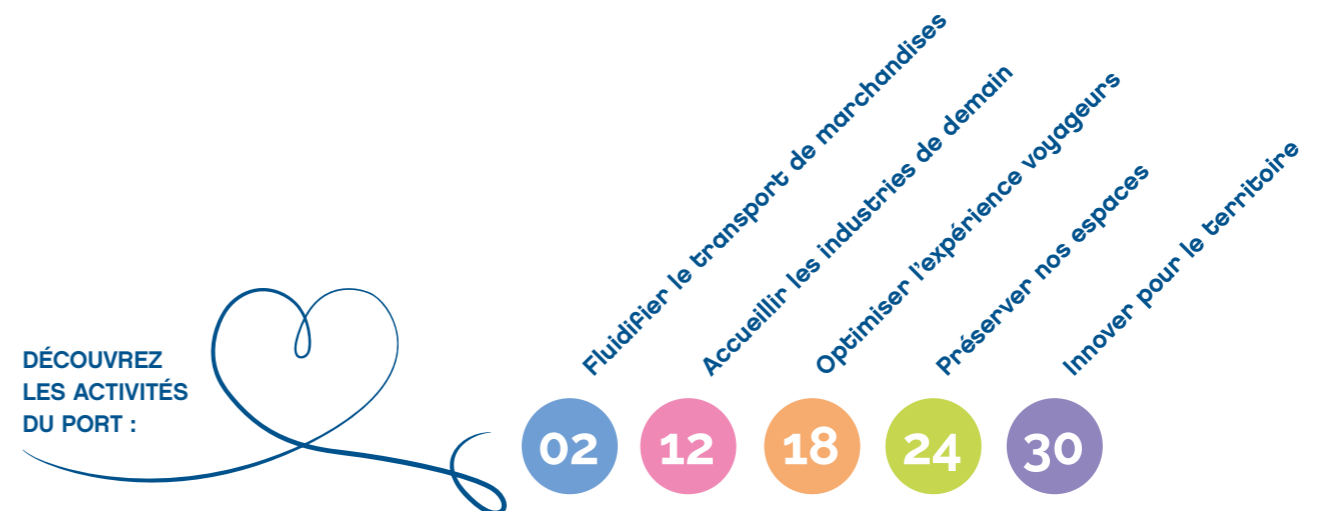 DÉCOUVREZ
LES ACTIVITÉS
DU PORT :
Fluidifier le transport de marchandises
Accueillir les industries de demain
Optimiser l'expérience voyageurs
Préserver nos espaces
Innover pour le territoire
02
12
18
24
30